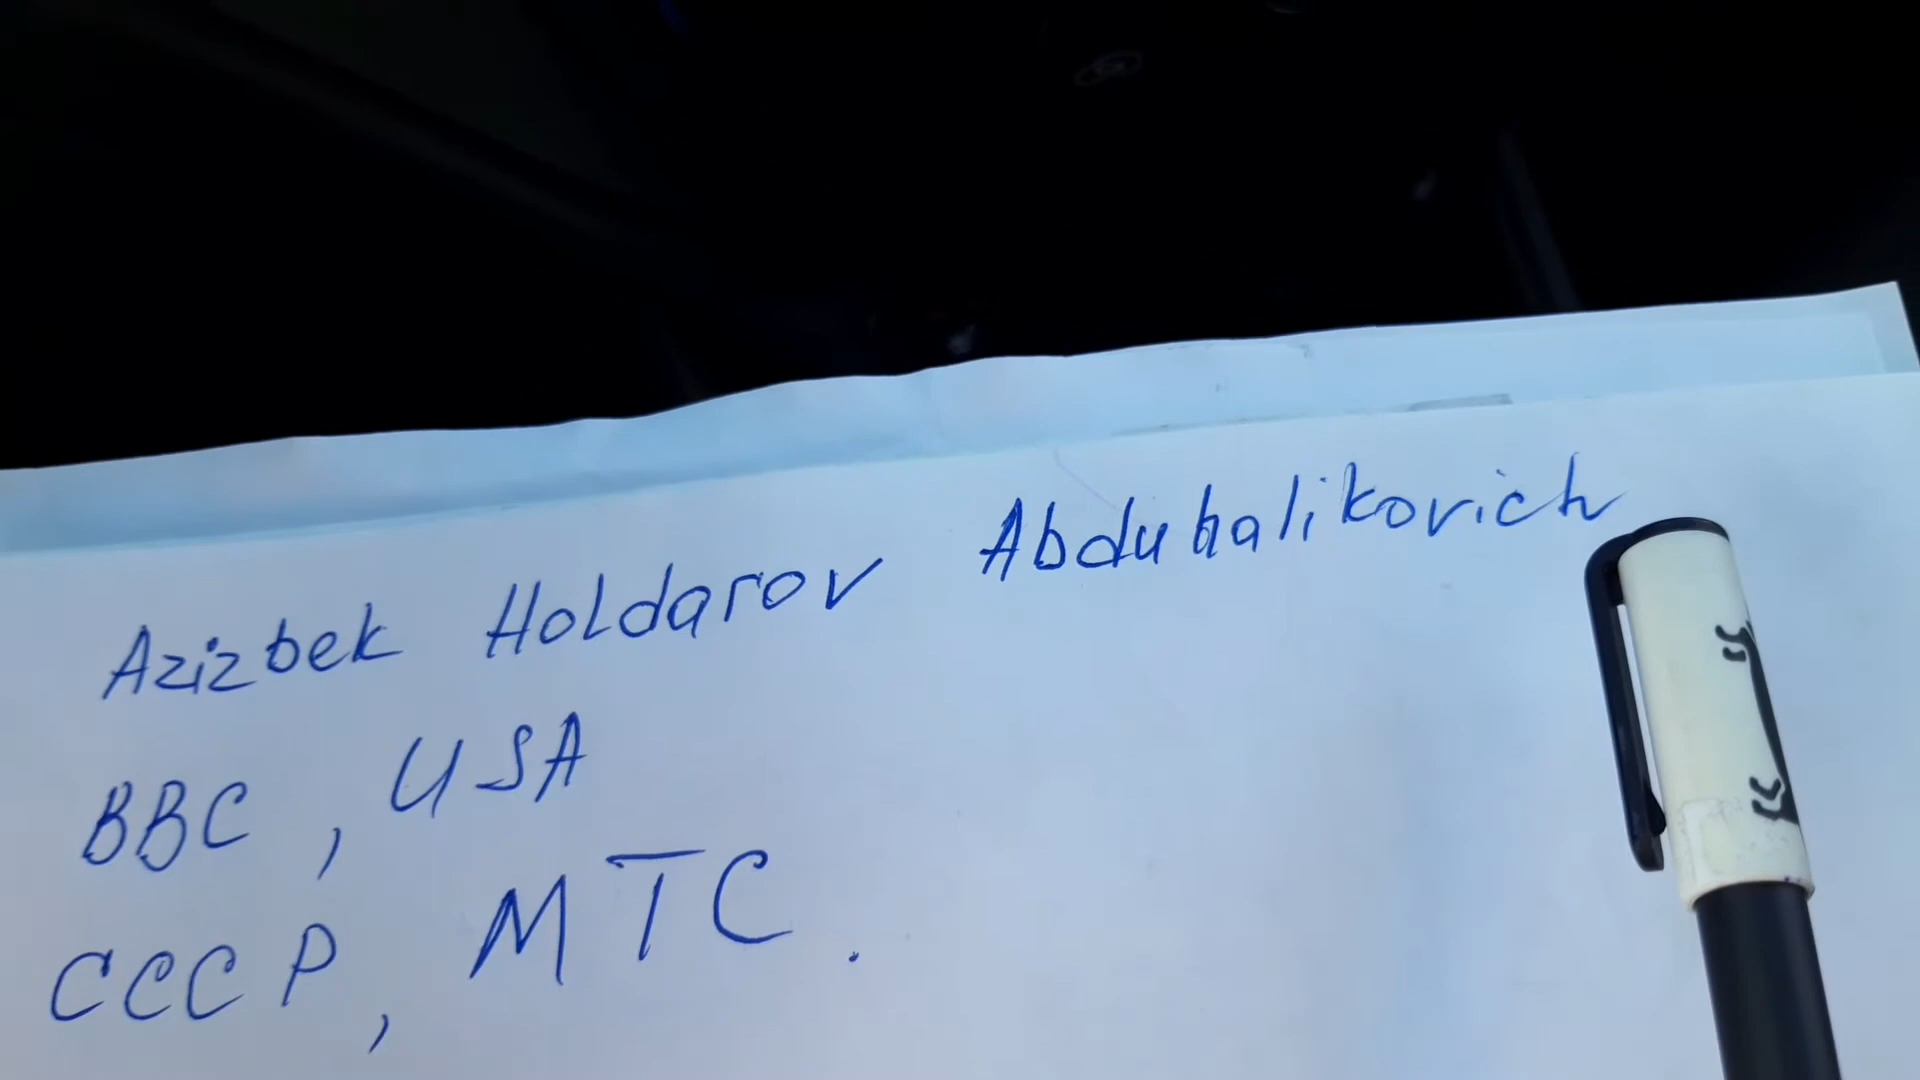 Azizbek Holdarov Abduhalikovich
BBC, USA
СССР, МТС.